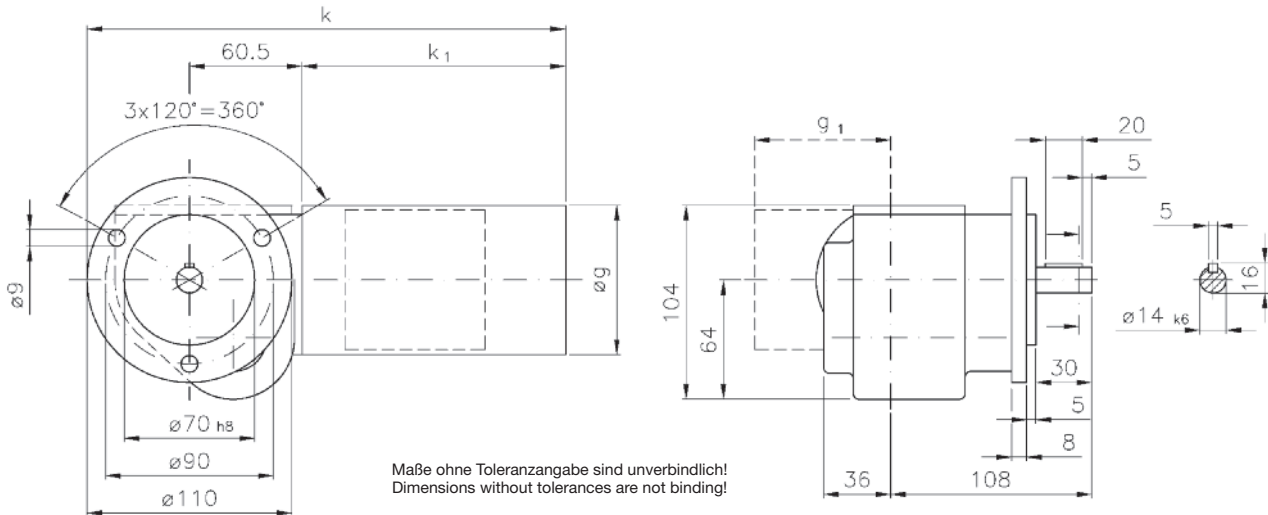 k
60.5
k1
3x120°=360°
g1
20
5
5
ø9
104
64
øg
16
ø14 k6
30
5
8
ø70 h8
ø90
ø110
36
108
Maße ohne Toleranzangabe sind unverbindlich!
Dimensions without tolerances are not binding!